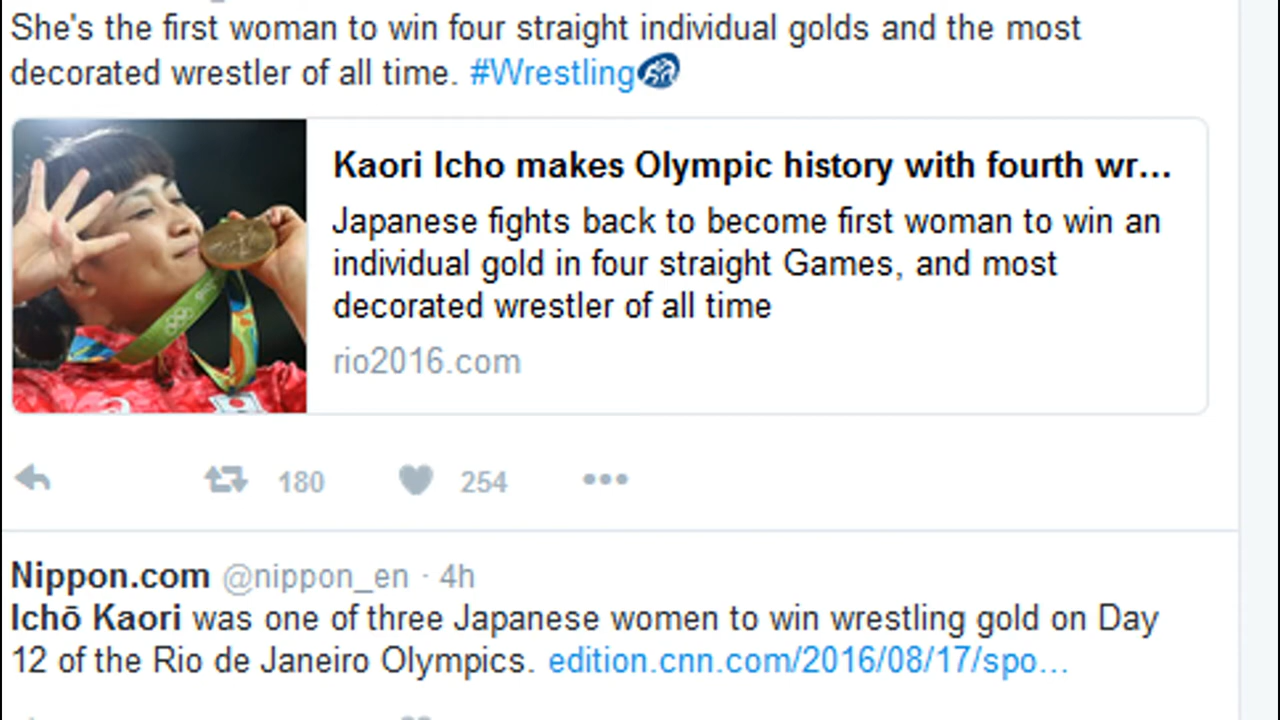 She's the first woman to win four straight individual golds and the most
decorated wrestler of all time. #Wrestling
Kaori Icho makes Olympic history with fourth wr...
Japanese fights back to become first woman to win an
individual gold in four straight Games, and most
decorated wrestler of all time
rio2016.com
180 254
Nippon.com @nippon_en · 4h
Ichō Kaori was one of three Japanese women to win wrestling gold on Day
12 of the Rio de Janeiro Olympics. edition.cnn.com/2016/08/17/spo...